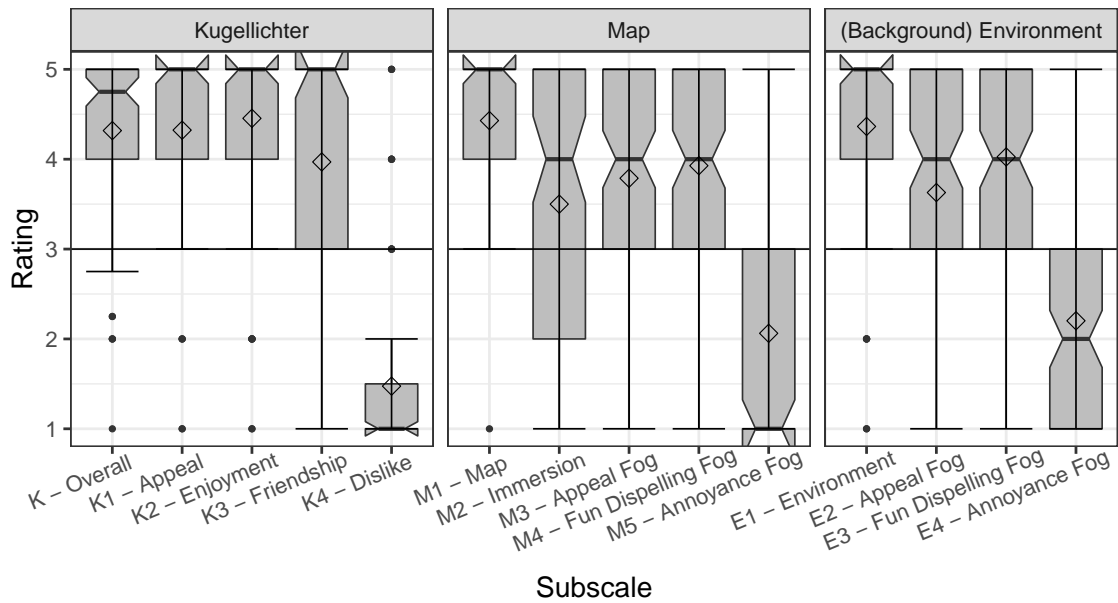 Kugellichter
Map
(Background) Environment
Rating
5
4
3
2
1
K – Overall
K1 – Appeal
K2 – Enjoyment
K3 – Friendship
K4 – Dislike
M1 – Map
M2 – Immersion
M3 – Appeal Fog
M4 – Fun Dispelling Fog
M5 – Annoyance Fog
E1 – Environment
E2 – Appeal Fog
E3 – Fun Dispelling Fog
E4 – Annoyance Fog
Subscale